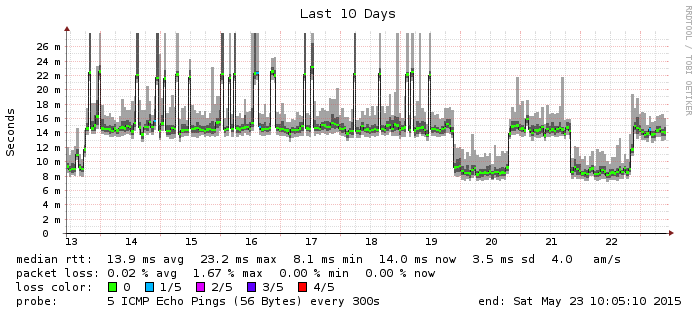 Last 10 Days
RRDTOOL / TOBI OETIKER
Seconds
26 m
24 m
22 m
20 m
18 m
16 m
14 m
12 m
10 m
8 m
6 m
4 m
2 m
0
13 14 15 16 17 18 19 20 21 22
median rtt: 13.9 ms avg 23.2 ms max 8.1 ms min 14.0 ms now 3.5 ms sd 4.0 am/s
packet loss: 0.02 % avg 1.67 % max 0.00 % min 0.00 % now
loss color: 0 1/5 2/5 3/5 4/5
probe: 5 ICMP Echo Pings (56 Bytes) every 300s end: Sat May 23 10:05:10 2015